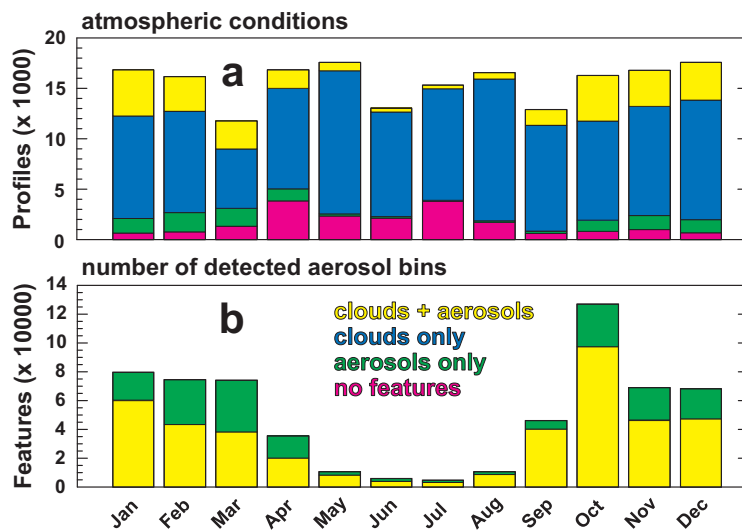 atmospheric conditions
20
15
10
5
0
Profiles (x 1000)
a
number of detected aerosol bins
14
12
10
8
6
4
2
0
Features (x 10000)
b
clouds + aerosols
clouds only
aerosols only
no features
Jan Feb Mar Apr May Jun Jul Aug Sep Oct Nov Dec